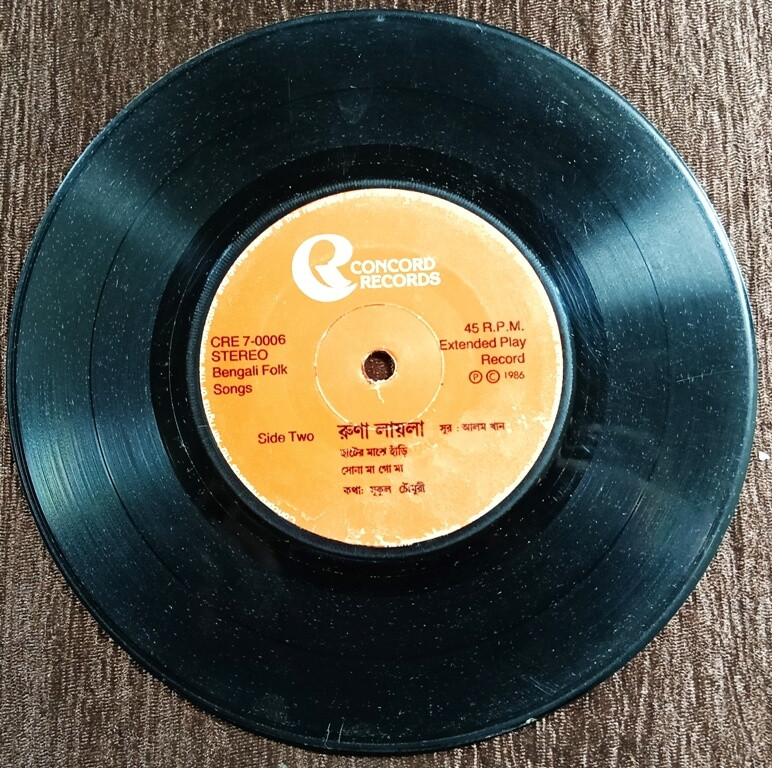 CONCORD
RECORDS
CRE 7-0006
STEREO
Bengali Folk
Songs
45 R.P.M.
Extended Play
Record
Ⓟ Ⓒ 1986
Side Two রুণা লায়লা সুর : আলম খান
হাটের মাঝে হাঁড়ি
সোনা মা গো মা
কথা: মুকুল চৌধুরী